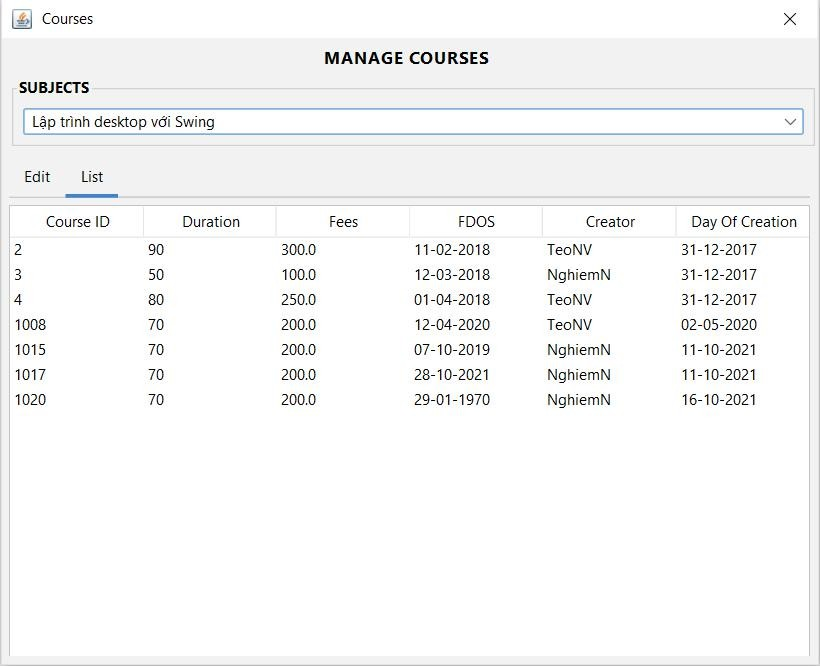 Courses
MANAGE COURSES
SUBJECTS
Lập trình desktop với Swing
Edit List
Course ID Duration Fees FDOS Creator Day Of Creation
2 90 300.0 11-02-2018 TeoNV 31-12-2017
3 50 100.0 12-03-2018 NghiemN 31-12-2017
4 80 250.0 01-04-2018 TeoNV 31-12-2017
1008 70 200.0 12-04-2020 TeoNV 02-05-2020
1015 70 200.0 07-10-2019 NghiemN 11-10-2021
1017 70 200.0 28-10-2021 NghiemN 11-10-2021
1020 70 200.0 29-01-1970 NghiemN 16-10-2021